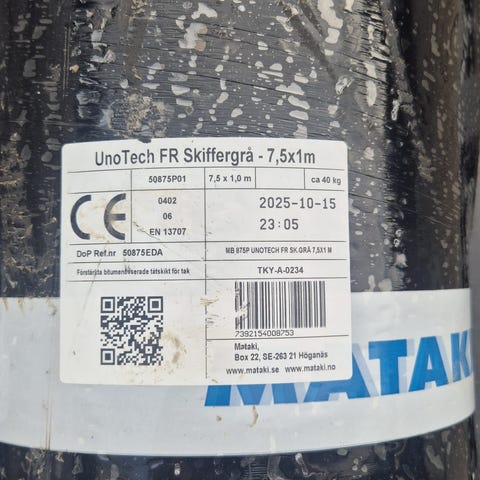 UnoTech FR Skiffergrå - 7,5x1m
50875P01 7,5 x 1,0 m ca 40 kg
CE
0402
06
EN 13707
2025-10-15
23:05
DoP Ref.nr 50875EDA
MB 875P UNOTECH FR SK.GRÅ 7,5X1 M
Förstärkta bitumenbaserade tätskikt för tak
TKY-A-0234
7392154008753
Mataki,
Box 22, SE-263 21 Höganäs
www.mataki.se www.mataki.no
MATAKI